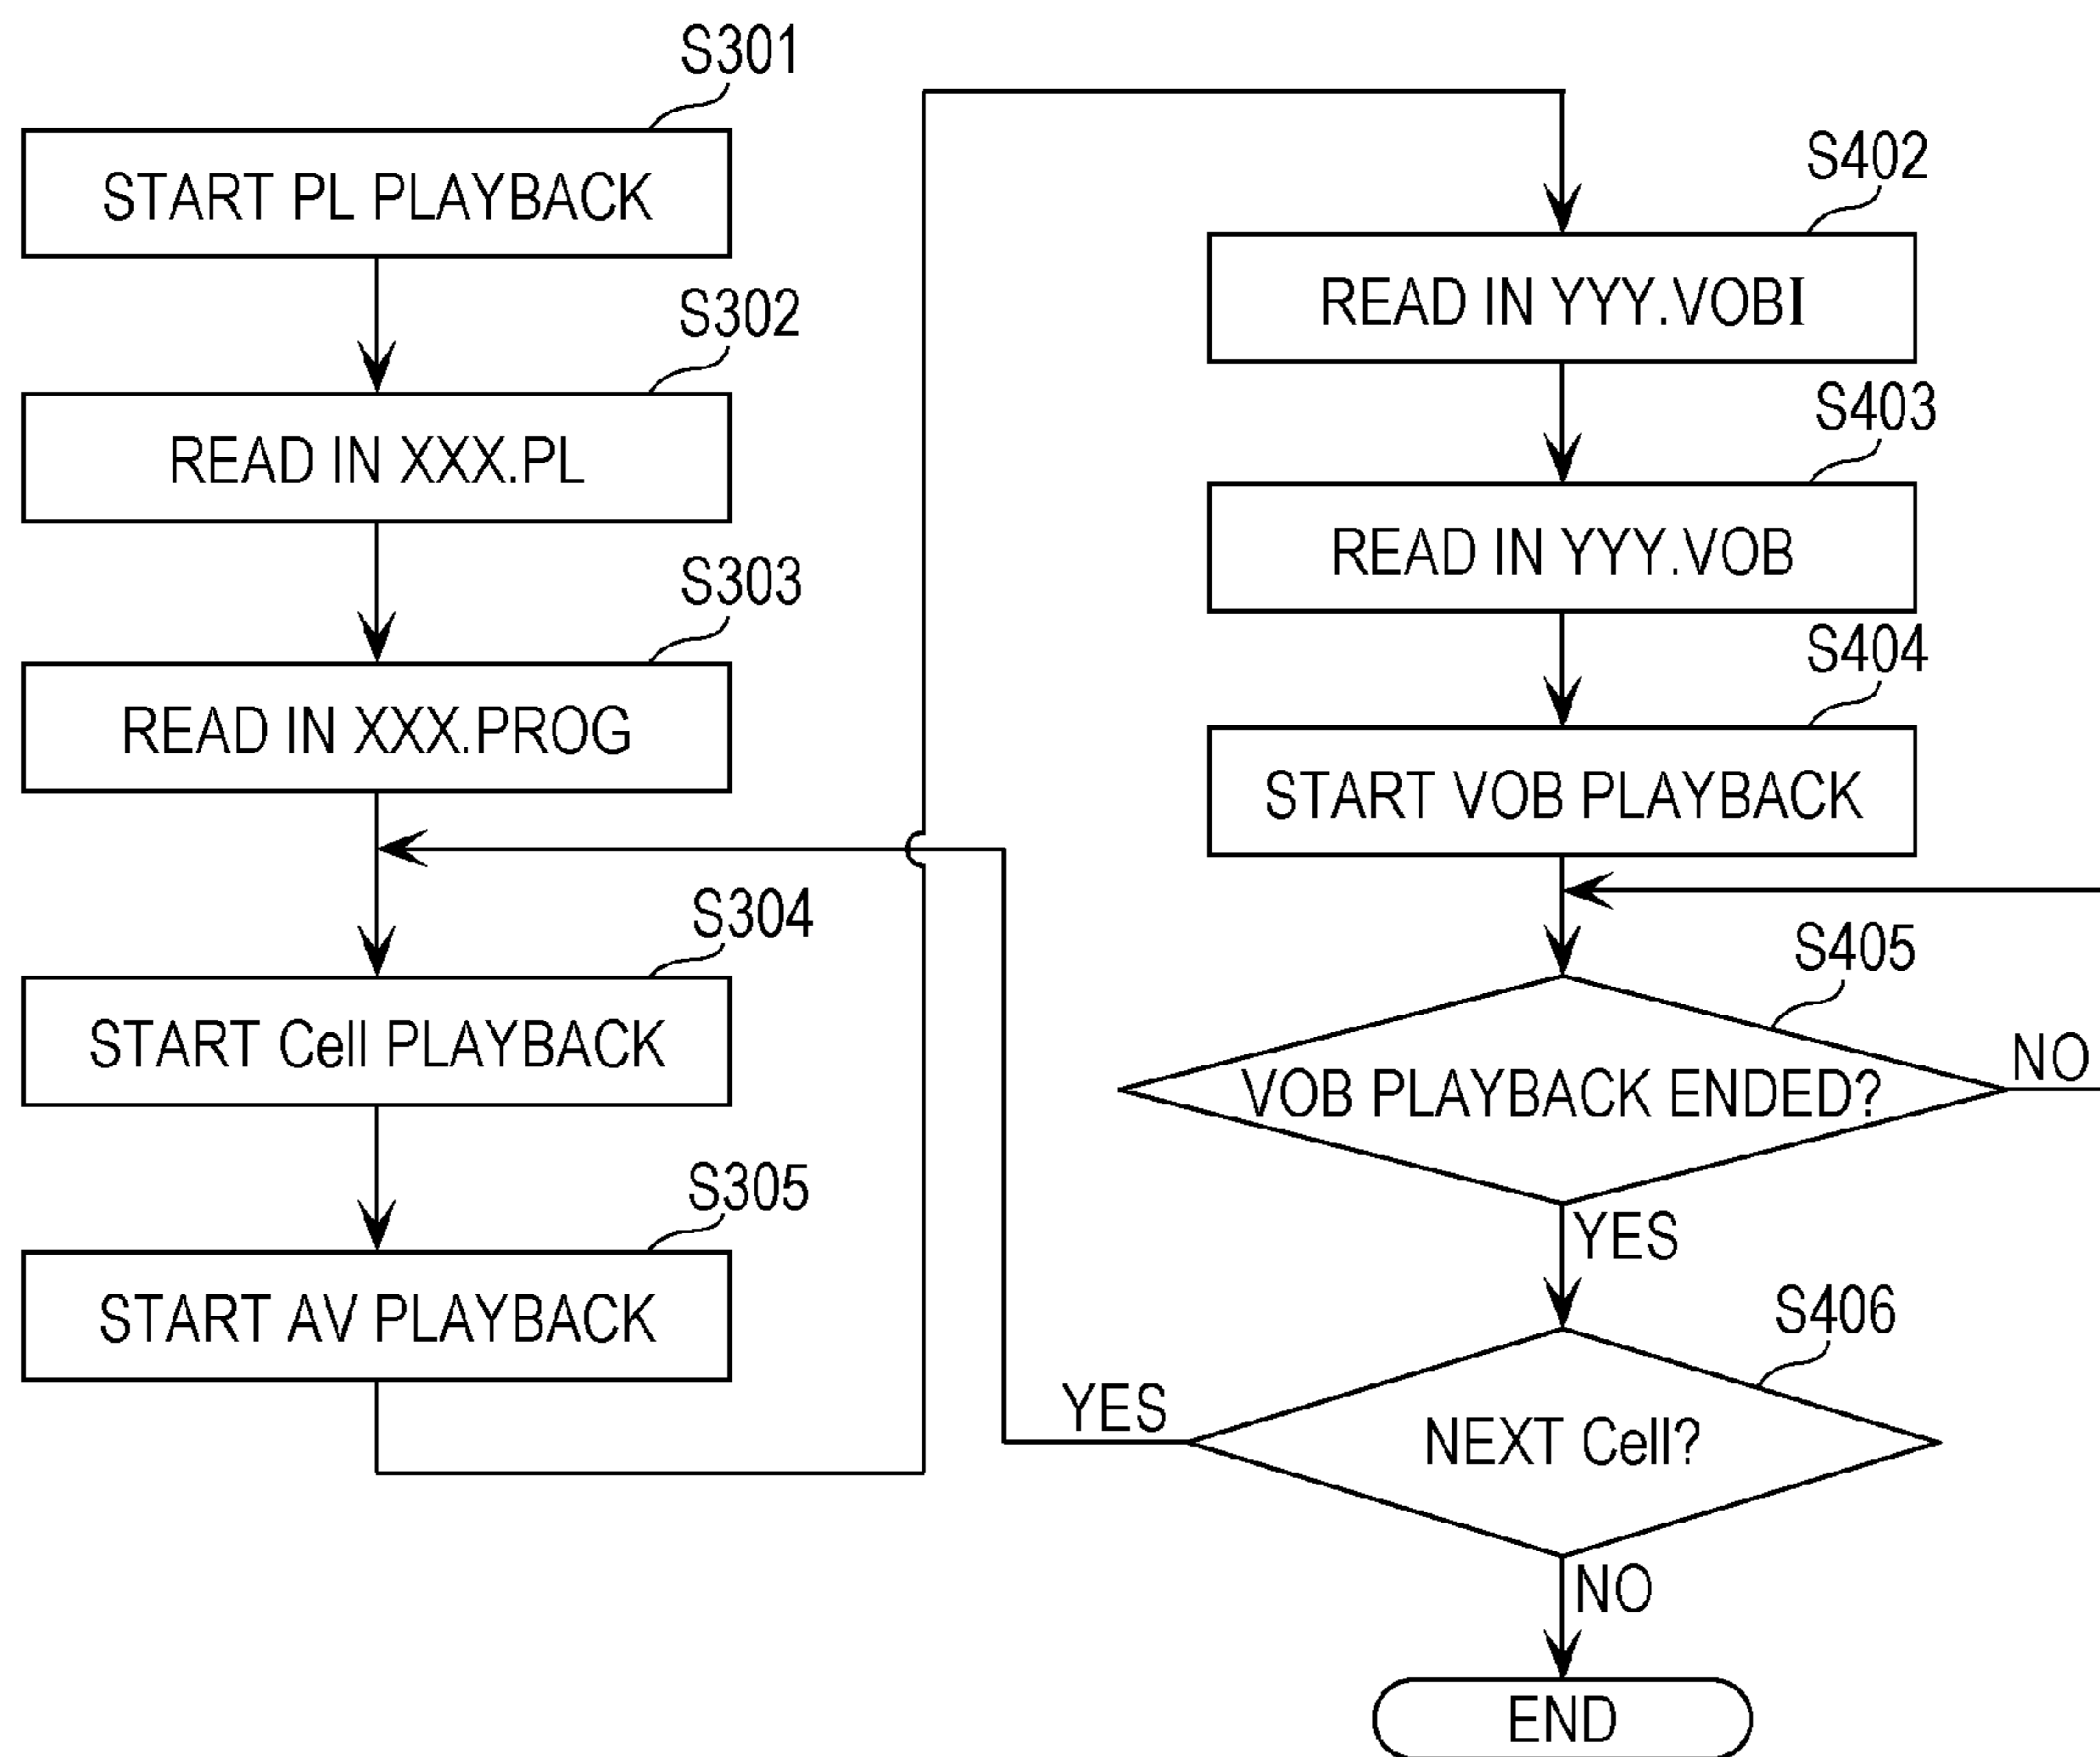 S301
START PL PLAYBACK
S302
READ IN XXX.PL
S303
READ IN XXX.PROG
S304
START Cell PLAYBACK
S305
START AV PLAYBACK
S402
READ IN YYY.VOBI
S403
READ IN YYY.VOB
S404
START VOB PLAYBACK
S405
VOB PLAYBACK ENDED?
NO
YES
S406
NEXT Cell?
YES
NO
END